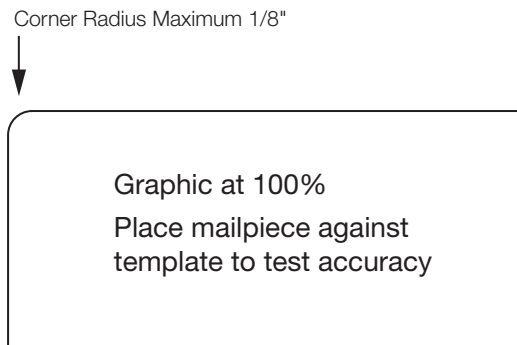 Corner Radius Maximum 1/8"
Graphic at 100%
Place mailpiece against
template to test accuracy